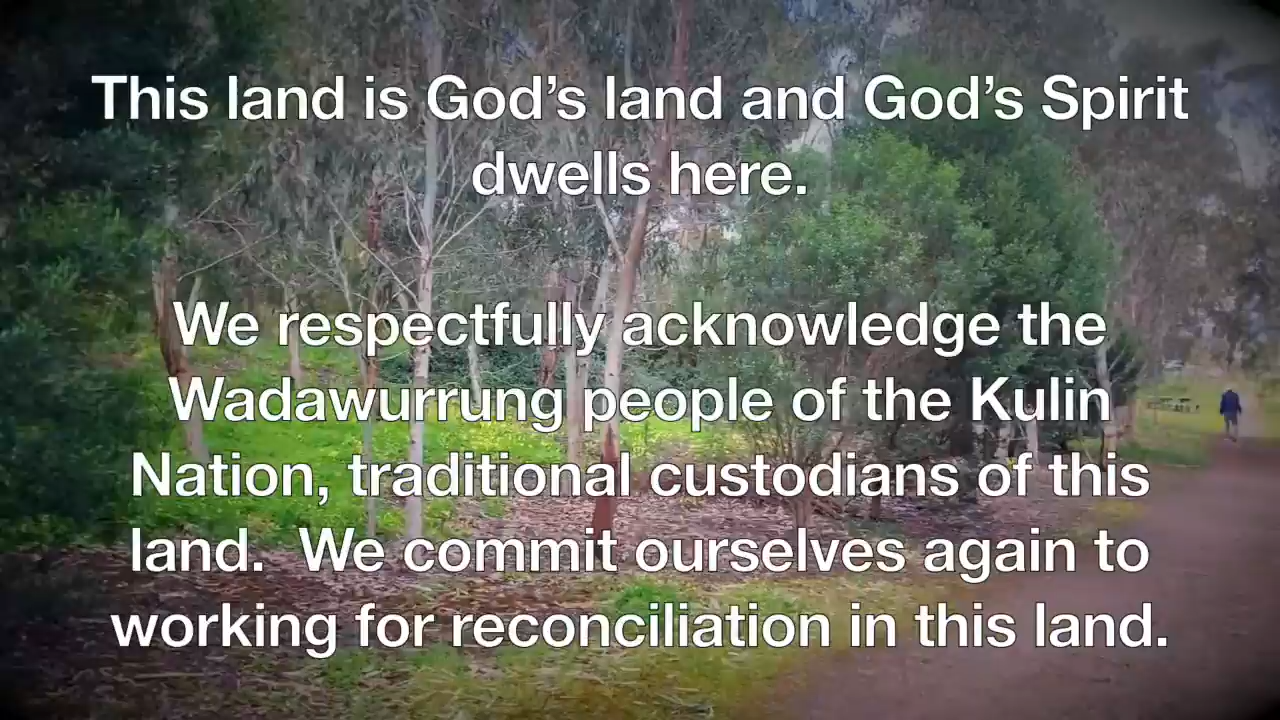 This land is God’s land and God’s Spirit
dwells here.
We respectfully acknowledge the
Wadawurrung people of the Kulin
Nation, traditional custodians of this
land.  We commit ourselves again to
working for reconciliation in this land.